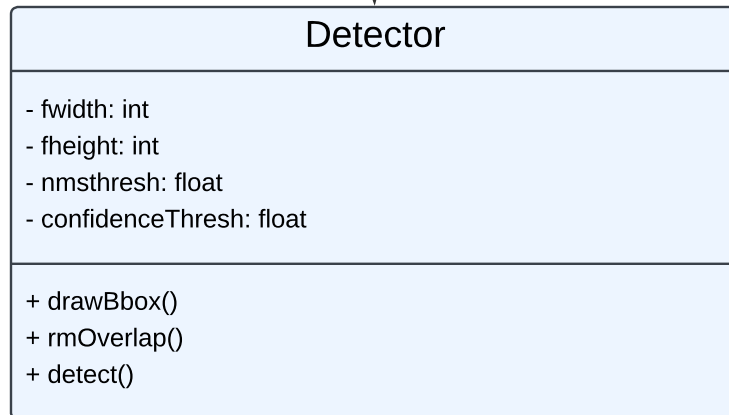 Detector
- fwidth: int
- fheight: int
- nmsthresh: float
- confidenceThresh: float
+ drawBbox()
+ rmOverlap()
+ detect()